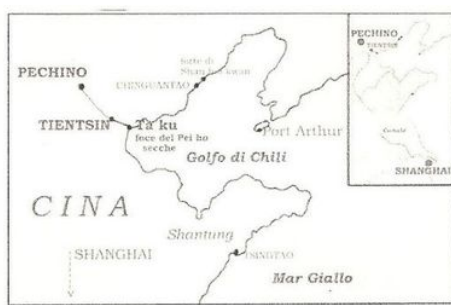 PECHINO
TIENTSIN
forte di
Shan hai kwan
CHINGUANTAO
PECHINO
TIENTSIN
Ta ku
foce del Pei ho
secche
Port Arthur
Golfo di Chili
Canale
SHANGHAI
CINA
Shantung
SHANGHAI
TSINGTAO
Mar Giallo